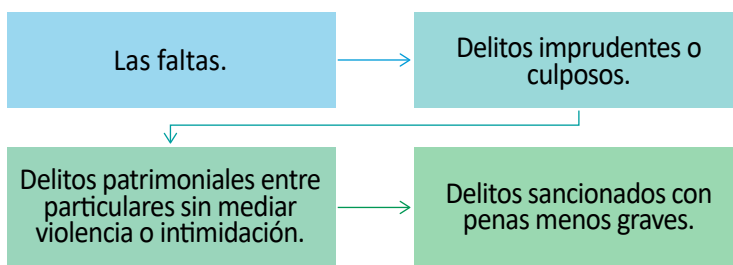 Las faltas.
Delitos imprudentes o
culposos.
Delitos patrimoniales entre
particulares sin mediar
violencia o intimidación.
Delitos sancionados con
penas menos graves.